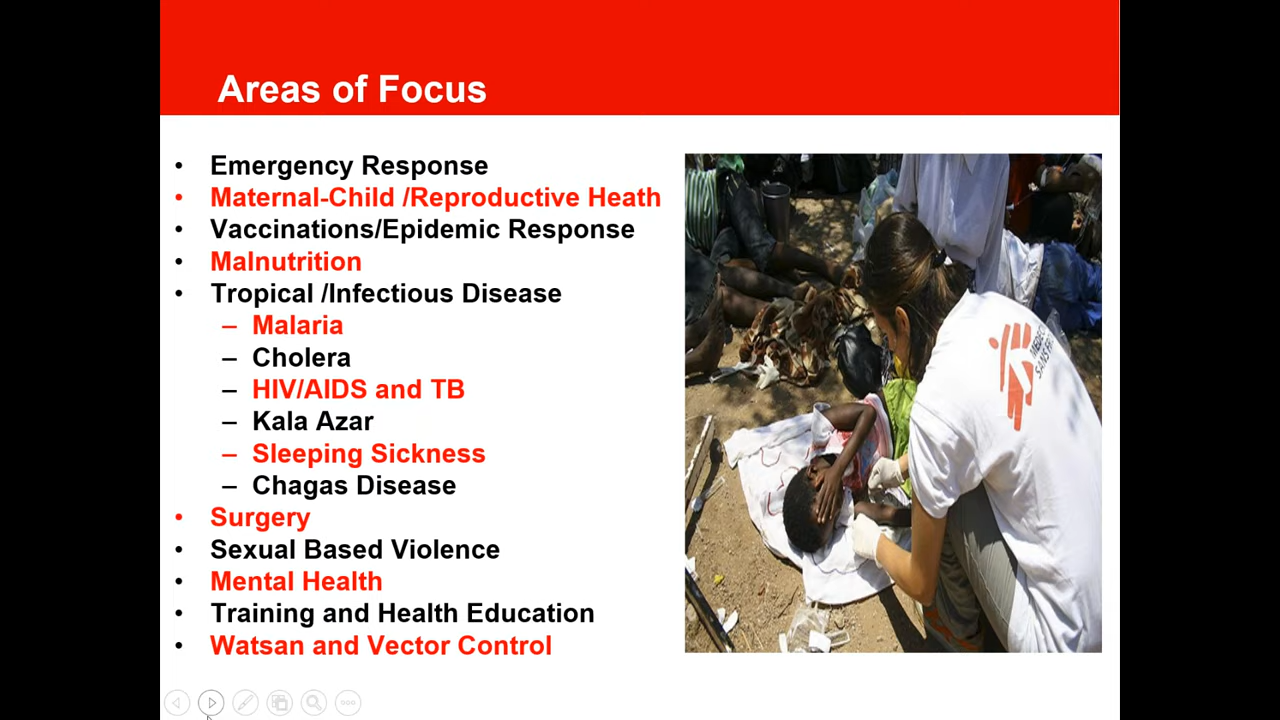 Areas of Focus
• Emergency Response
• Maternal-Child /Reproductive Heath
• Vaccinations/Epidemic Response
• Malnutrition
• Tropical /Infectious Disease
– Malaria
– Cholera
– HIV/AIDS and TB
– Kala Azar
– Sleeping Sickness
– Chagas Disease
• Surgery
• Sexual Based Violence
• Mental Health
• Training and Health Education
• Watsan and Vector Control
SANS